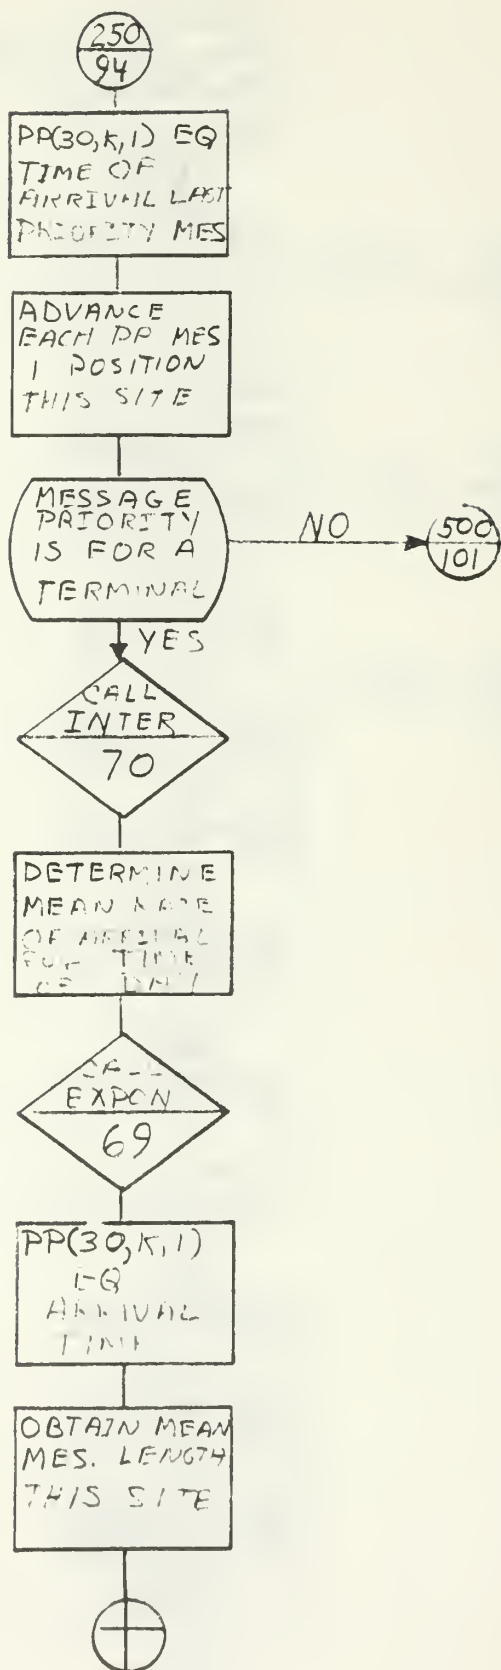 250
94
PP(30,K,1) EQ
TIME OF
ARRIVAL LAST
PRIORITY MES
ADVANCE
EACH PP MES
1 POSITION
THIS SITE
MESSAGE
PRIORITY
IS FOR A
TERMINAL
NO
500
101
YES
CALL
INTER
70
DETERMINE
MEAN RATE
OF ARRIVAL
FOR TIME
OF DAY
CALL
EXPON
69
PP(30,K,1)
EQ
ARRIVAL
TIME
OBTAIN MEAN
MES. LENGTH
THIS SITE